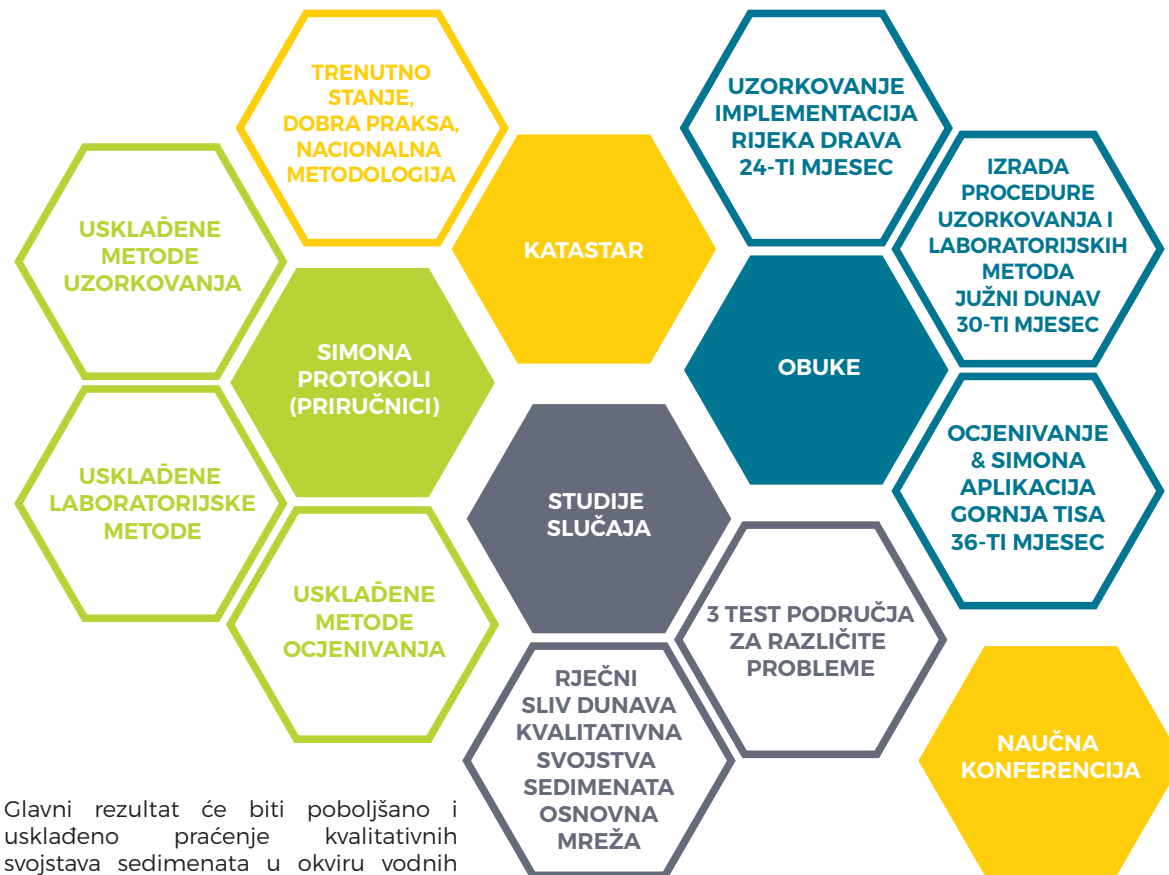 TRENUTNO
STANJE,
DOBRA PRAKSA,
NACIONALNA
METODOLOGIJA
KATASTAR
USKLAĐENE
METODE
UZORKOVANJA
SIMONA
PROTOKOLI
(PRIRUČNICI)
USKLAĐENE
LABORATORIJSKE
METODE
USKLAĐENE
METODE
OCJENIVANJA
UZORKOVANJE
IMPLEMENTACIJA
RIJEKA DRAVA
24-TI MJESEC
IZRADA
PROCEDURE
UZORKOVANJA I
LABORATORIJSKIH
METODA
JUŽNI DUNAV
30-TI MJESEC
OBUKE
OCJENIVANJE
& SIMONA
APLIKACIJA
GORNJA TISA
36-TI MJESEC
STUDIJE
SLUČAJA
3 TEST PODRUČJA
ZA RAZLIČITE
PROBLEME
RJEČNI
SLIV DUNAVA
KVALITATIVNA
SVOJSTVA
SEDIMENATA
OSNOVNA
MREŽA
NAUČNA
KONFERENCIJA
Glavni rezultat će biti poboljšano i
usklađeno praćenje kvalitativnih
svojstava sedimenata u okviru vodnih